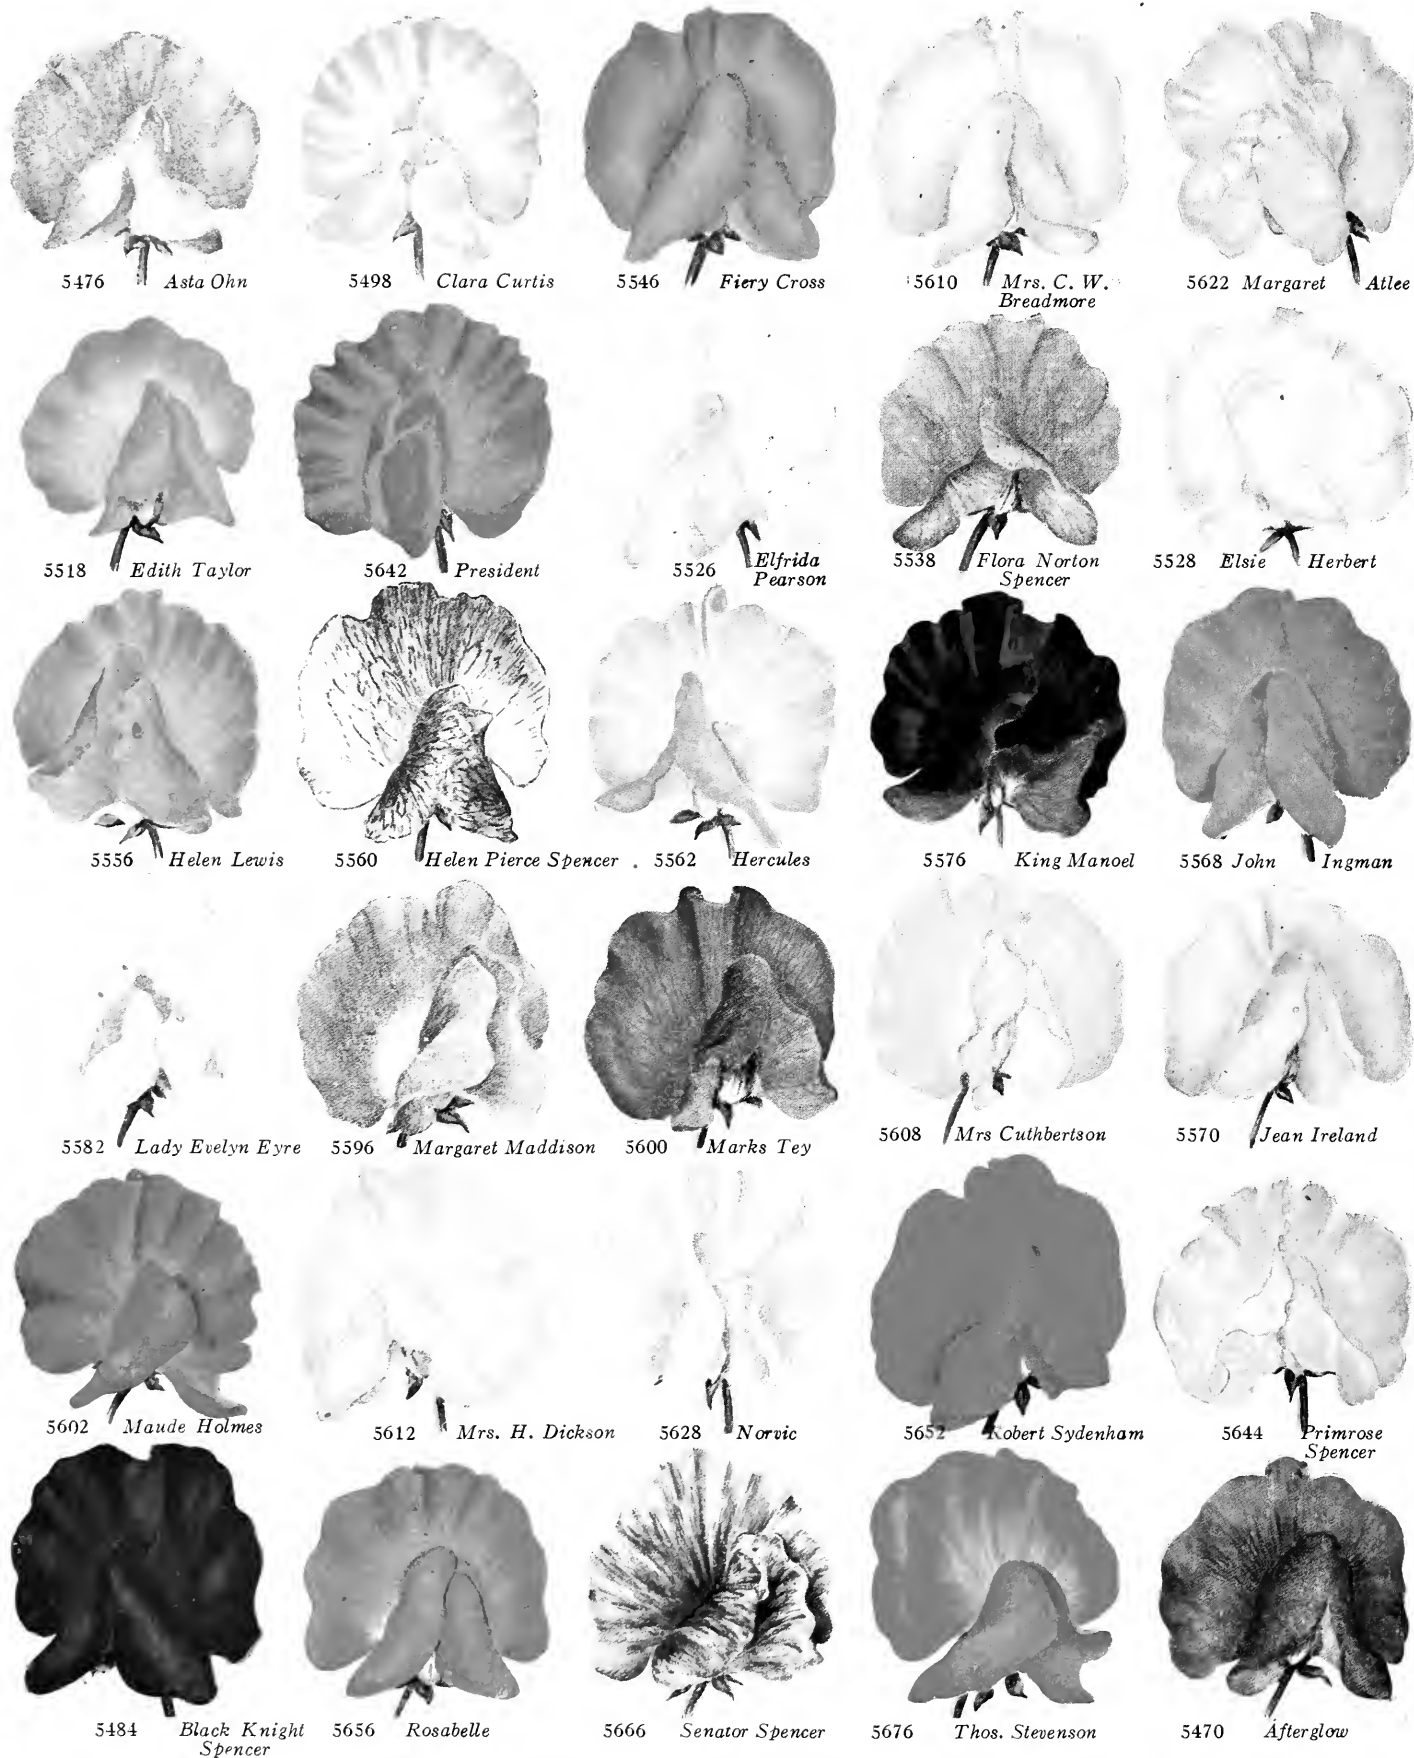 5476 Asta Ohn
5498 Clara Curtis
5546 Fiery Cross
5610 Mrs. C. W.
Breadmore
5622 Margaret Atlee
5518 Edith Taylor
5642 President
5526 Elfrida
Pearson
5538 Flora Norton
Spencer
5528 Elsie Herbert
5556 Helen Lewis
5560 Helen Pierce Spencer
5562 Hercules
5576 King Manoel
5568 John Ingman
5582 Lady Evelyn Eyre
5596 Margaret Maddison
5600 Marks Tey
5608 Mrs Cuthbertson
5570 Jean Ireland
5602 Maude Holmes
5612 Mrs. H. Dickson
5628 Norvic
5652 Robert Sydenham
5644 Primrose
Spencer
5484 Black Knight
Spencer
5656 Rosabelle
5666 Senator Spencer
5676 Thos. Stevenson
5470 Afterglow